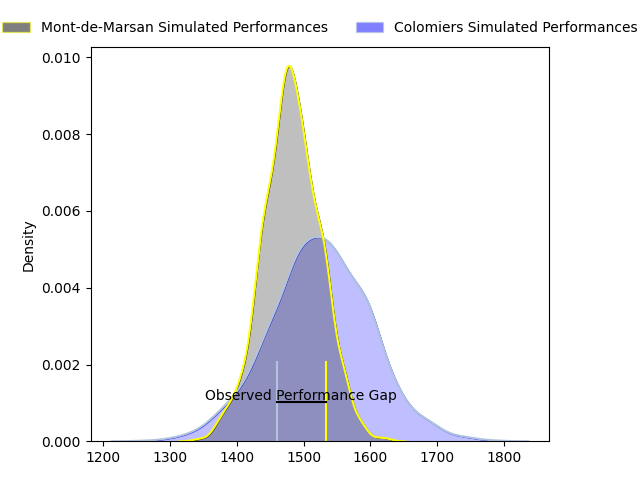 Mont-de-Marsan Simulated Performances
Colomiers Simulated Performances
0.010
0.008
0.006
0.004
0.002
0.000
Density
Observed Performance Gap
1200 1300 1400 1500 1600 1700 1800